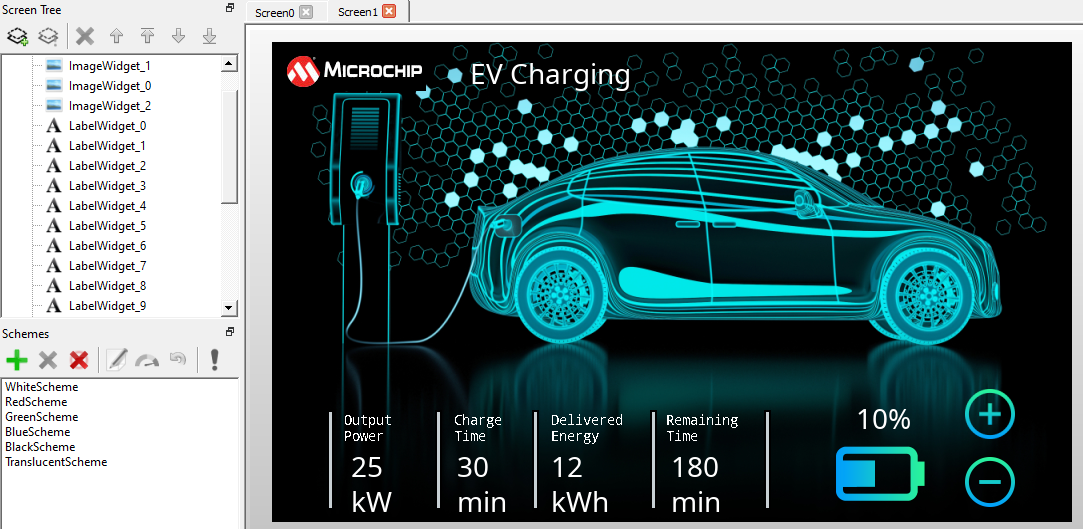 Screen Tree
Screen0
Screen1
ImageWidget_1
ImageWidget_0
ImageWidget_2
LabelWidget_0
LabelWidget_1
LabelWidget_2
LabelWidget_3
LabelWidget_4
LabelWidget_5
LabelWidget_6
LabelWidget_7
LabelWidget_8
LabelWidget_9
Schemes
WhiteScheme
RedScheme
GreenScheme
BlueScheme
BlackScheme
TranslucentScheme
MICROCHIP
EV Charging
Output
Power
25
kW
Charge
Time
30
min
Delivered
Energy
12
kWh
Remaining
Time
180
min
10%